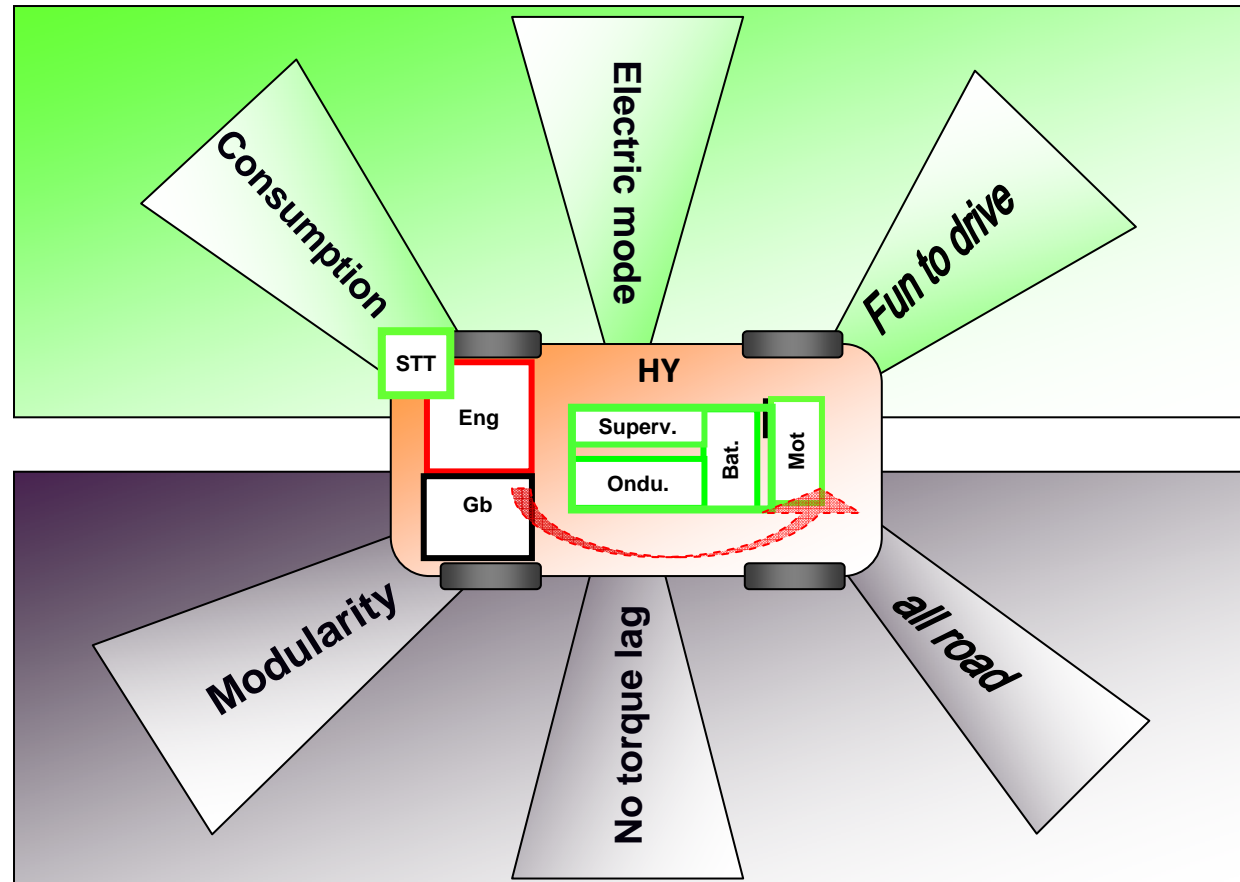 Consumption
Electric mode
Fun to drive
HY
STT
Eng
Superv.
Bat.
Mot
Ondu.
Gb
Modularity
No torque lag
all road